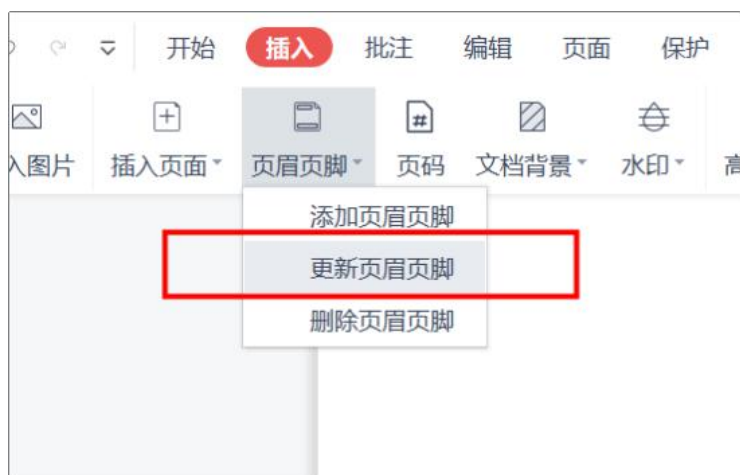 开始 插入 批注 编辑 页面 保护
入图片 插入页面 页眉页脚 页码 文档背景 水印 高
添加页眉页脚
更新页眉页脚
删除页眉页脚